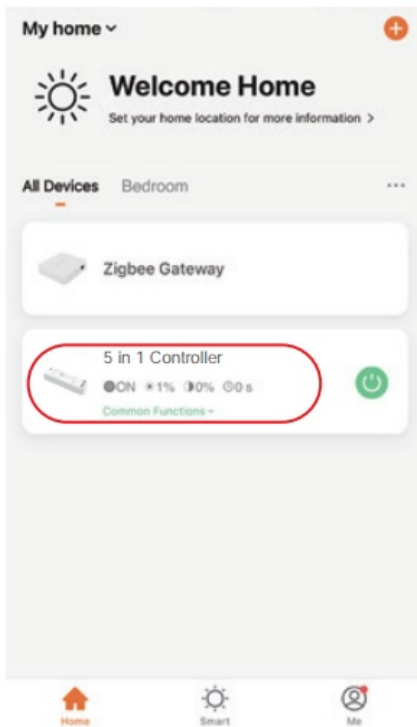 My home
Welcome Home
Set your home location for more information >
All Devices Bedroom ...
Zigbee Gateway
5 in 1 Controller
ON 1% 0% 0 s
Common Functions
Home Smart Me